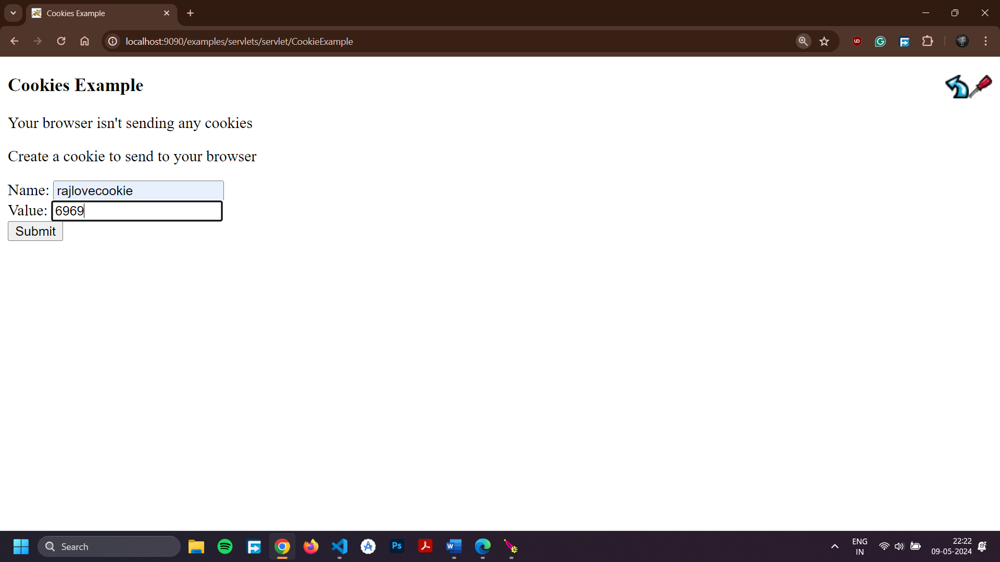 Cookies Example
localhost:9090/examples/servlets/servlet/CookieExample
Cookies Example
Your browser isn't sending any cookies
Create a cookie to send to your browser
Name: rajlovecookie
Value: 6969
Submit
Search
Ps
W
ENG
IN
22:22
09-05-2024